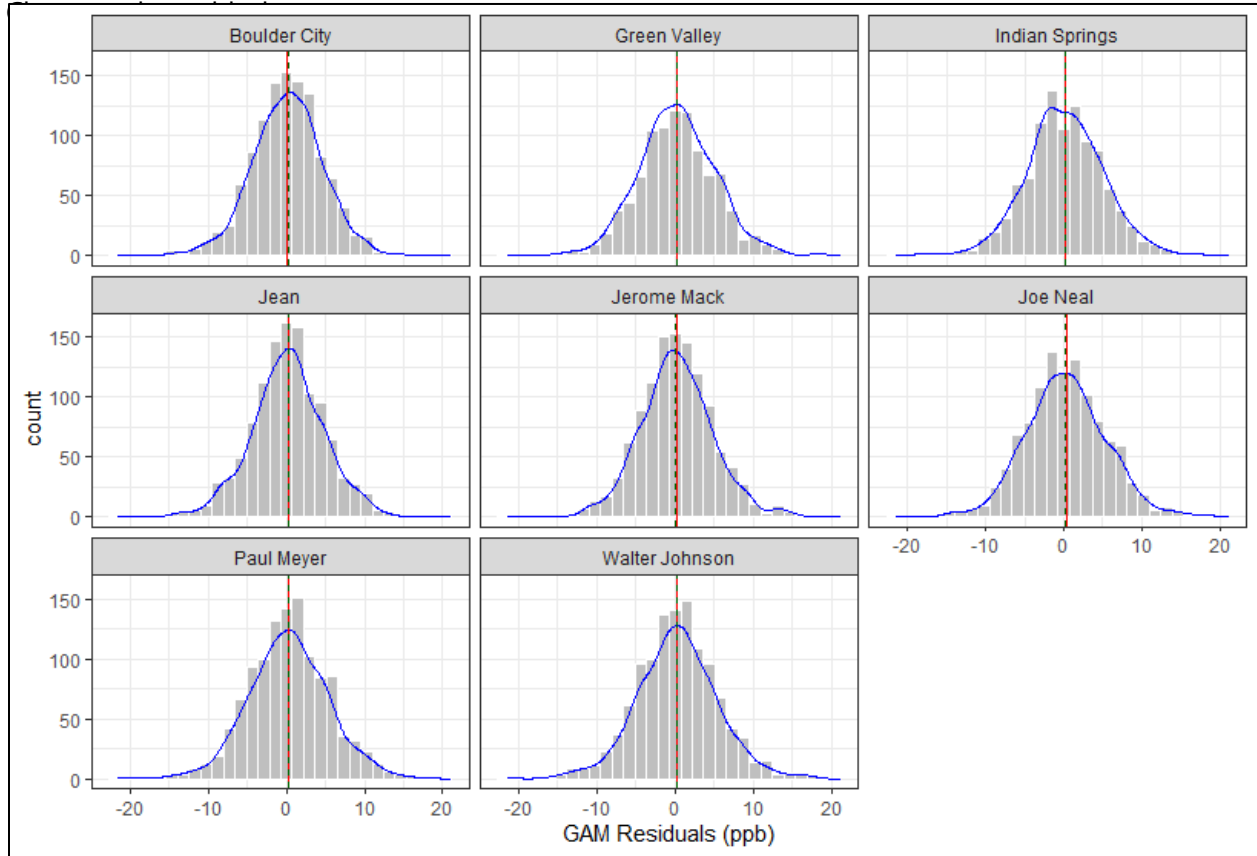 Boulder City Green Valley Indian Springs
150
100
50
0
Jean Jerome Mack Joe Neal
150
100
50
0
count
-20 -10 0 10 20
Paul Meyer Walter Johnson
150
100
50
0
-20 -10 0 10 20 -20 -10 0 10 20
GAM Residuals (ppb)